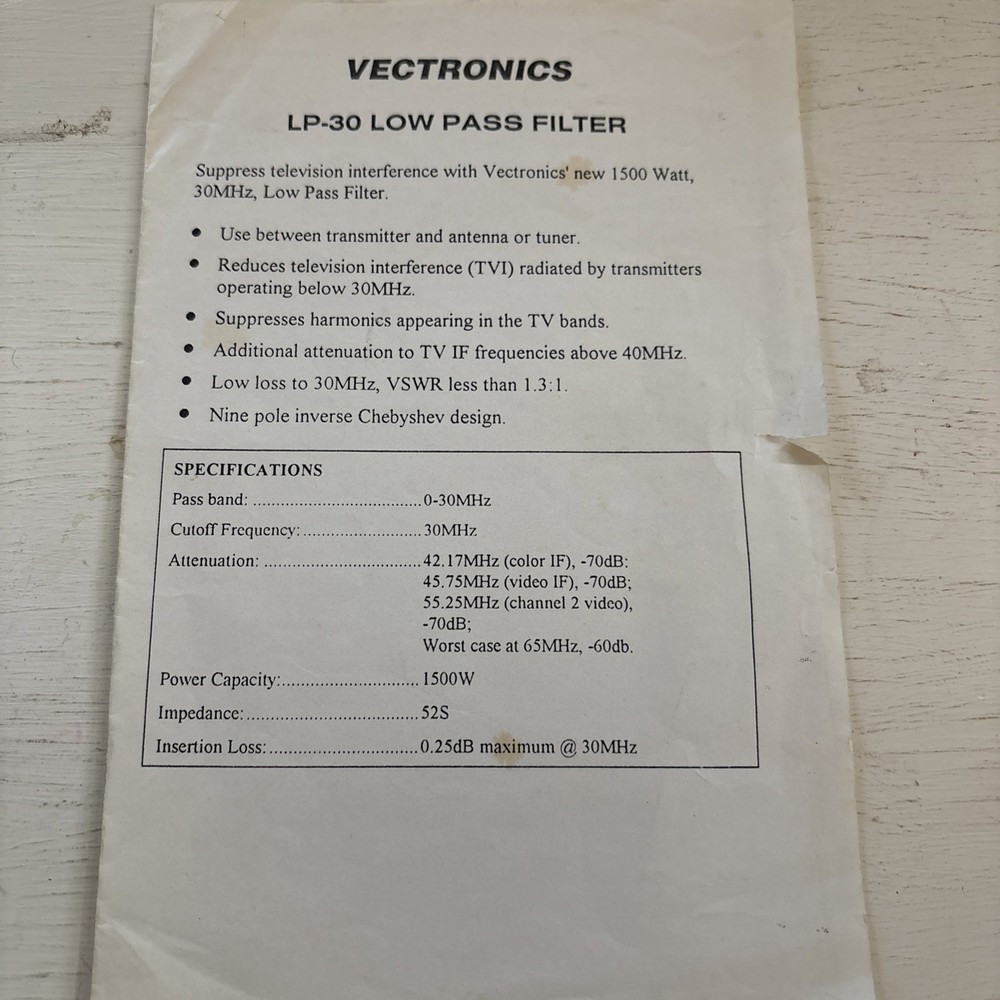 VECTRONICS
LP-30 LOW PASS FILTER
Suppress television interference with Vectronics' new 1500 Watt,
30MHz, Low Pass Filter.
• Use between transmitter and antenna or tuner.
• Reduces television interference (TVI) radiated by transmitters
operating below 30MHz.
• Suppresses harmonics appearing in the TV bands.
• Additional attenuation to TV IF frequencies above 40MHz.
• Low loss to 30MHz, VSWR less than 1.3:1.
• Nine pole inverse Chebyshev design.
SPECIFICATIONS
Pass band: ....................................0-30MHz
Cutoff Frequency:.........................30MHz
Attenuation: .................................42.17MHz (color IF), -70dB:
45.75MHz (video IF), -70dB;
55.25MHz (channel 2 video),
-70dB;
Worst case at 65MHz, -60db.
Power Capacity:.............................1500W
Impedance:.....................................52S
Insertion Loss:................................0.25dB maximum @ 30MHz